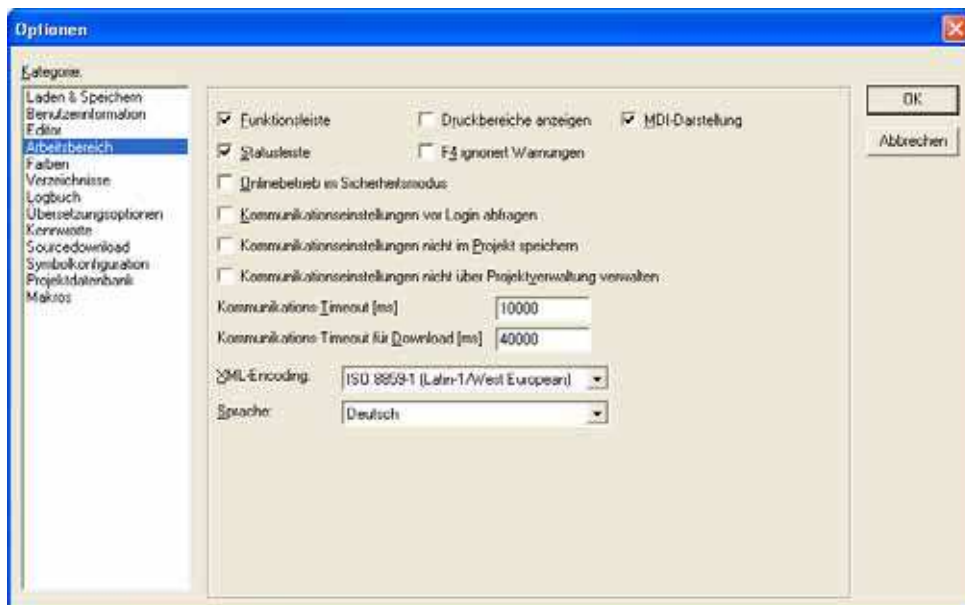 Optionen
Kategorie:
Laden & Speichern
Benutzerinformation
Editor
Arbeitsbereich
Farben
Verzeichnisse
Logbuch
Übersetzungsoptionen
Kennworte
Sourcedownload
Symbolkonfiguration
Projektdatenbank
Makros
Funktionsleiste
Druckbereiche anzeigen
MDI-Darstellung
Statusleiste
F4 ignoriert Warnungen
Onlinebetrieb im Sicherheitsmodus
Kommunikationseinstellungen vor Login abfragen
Kommunikationseinstellungen nicht im Projekt speichern
Kommunikationseinstellungen nicht über Projektverwaltung verwalten
Kommunikations-Timeout [ms] 10000
Kommunikations-Timeout für Download [ms] 40000
XML-Encoding: ISO 8859-1 (Latin-1/West European)
Sprache: Deutsch
OK
Abbrechen